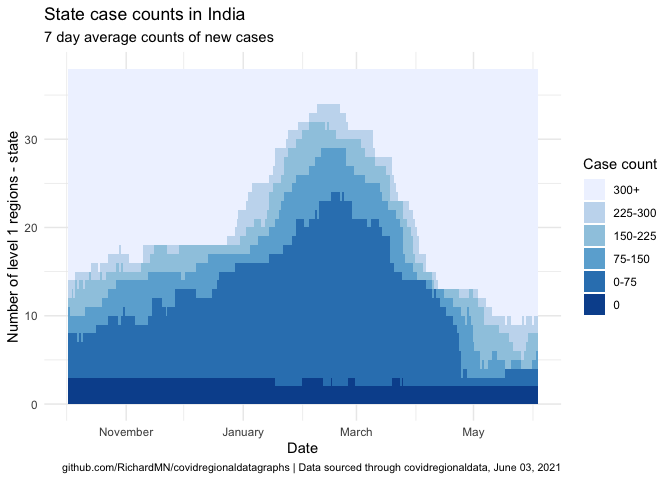 State case counts in India
7 day average counts of new cases
Number of level 1 regions - state
30
20
10
0
November January March May
Date
Case count
300+
225-300
150-225
75-150
0-75
0
github.com/RichardMN/covidregionaldatagraphs | Data sourced through covidregionaldata, June 03, 2021